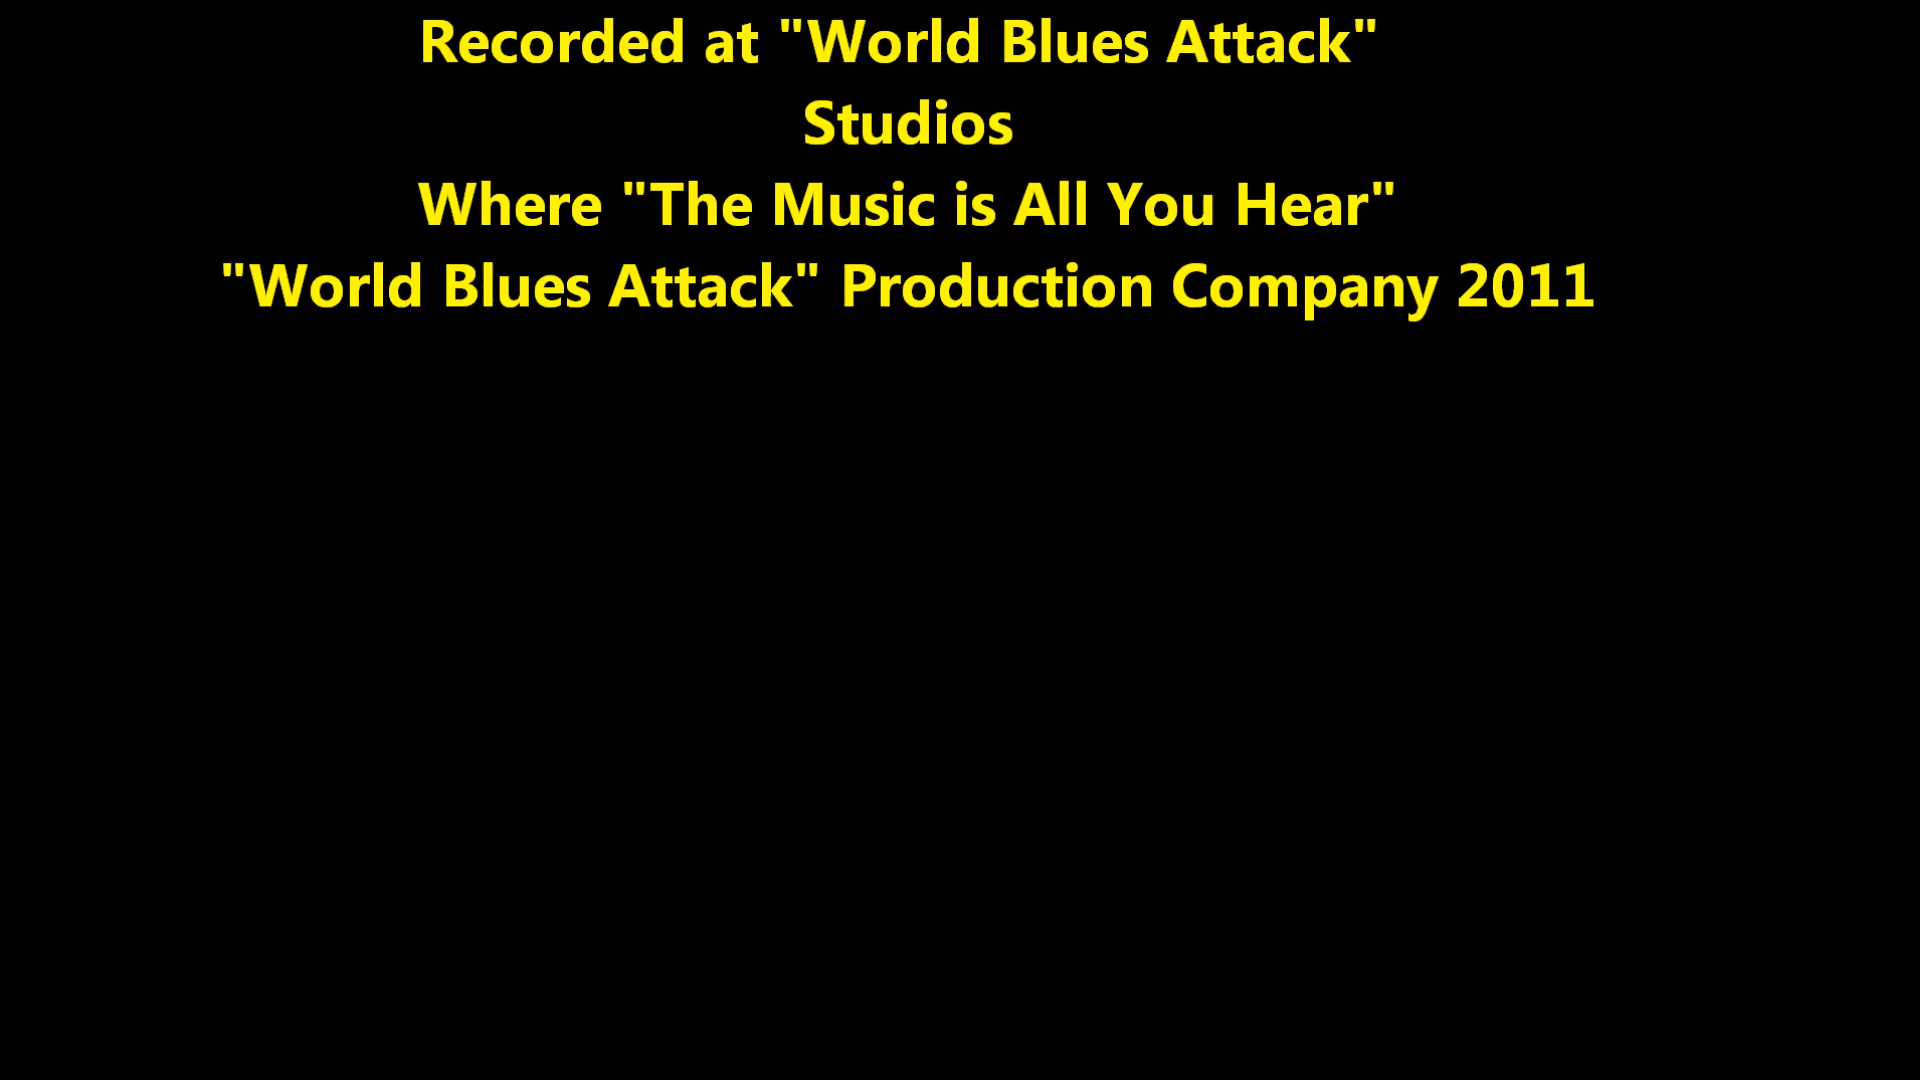 Recorded at "World Blues Attack"
Studios
Where "The Music is All You Hear"
"World Blues Attack" Production Company 2011